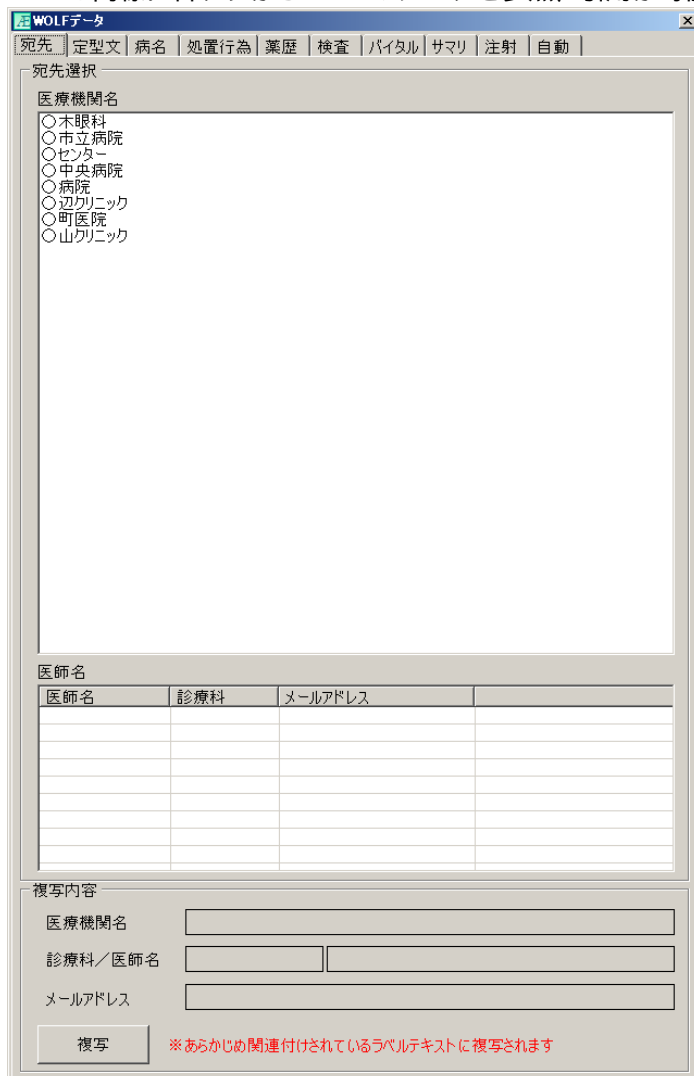 WOLFデータ
宛先 定型文 病名 処置行為 薬歴 検査 バイタル サマリ 注射 自動
宛先選択
医療機関名
○木眼科
○市立病院
○センター
○中央病院
○病院
○辺クリニック
○町医院
○山クリニック
医師名
医師名 診療科 メールアドレス
複写内容
医療機関名
診療科/医師名
メールアドレス
複写 ※あらかじめ関連付けされているラベルテキストに複写されます